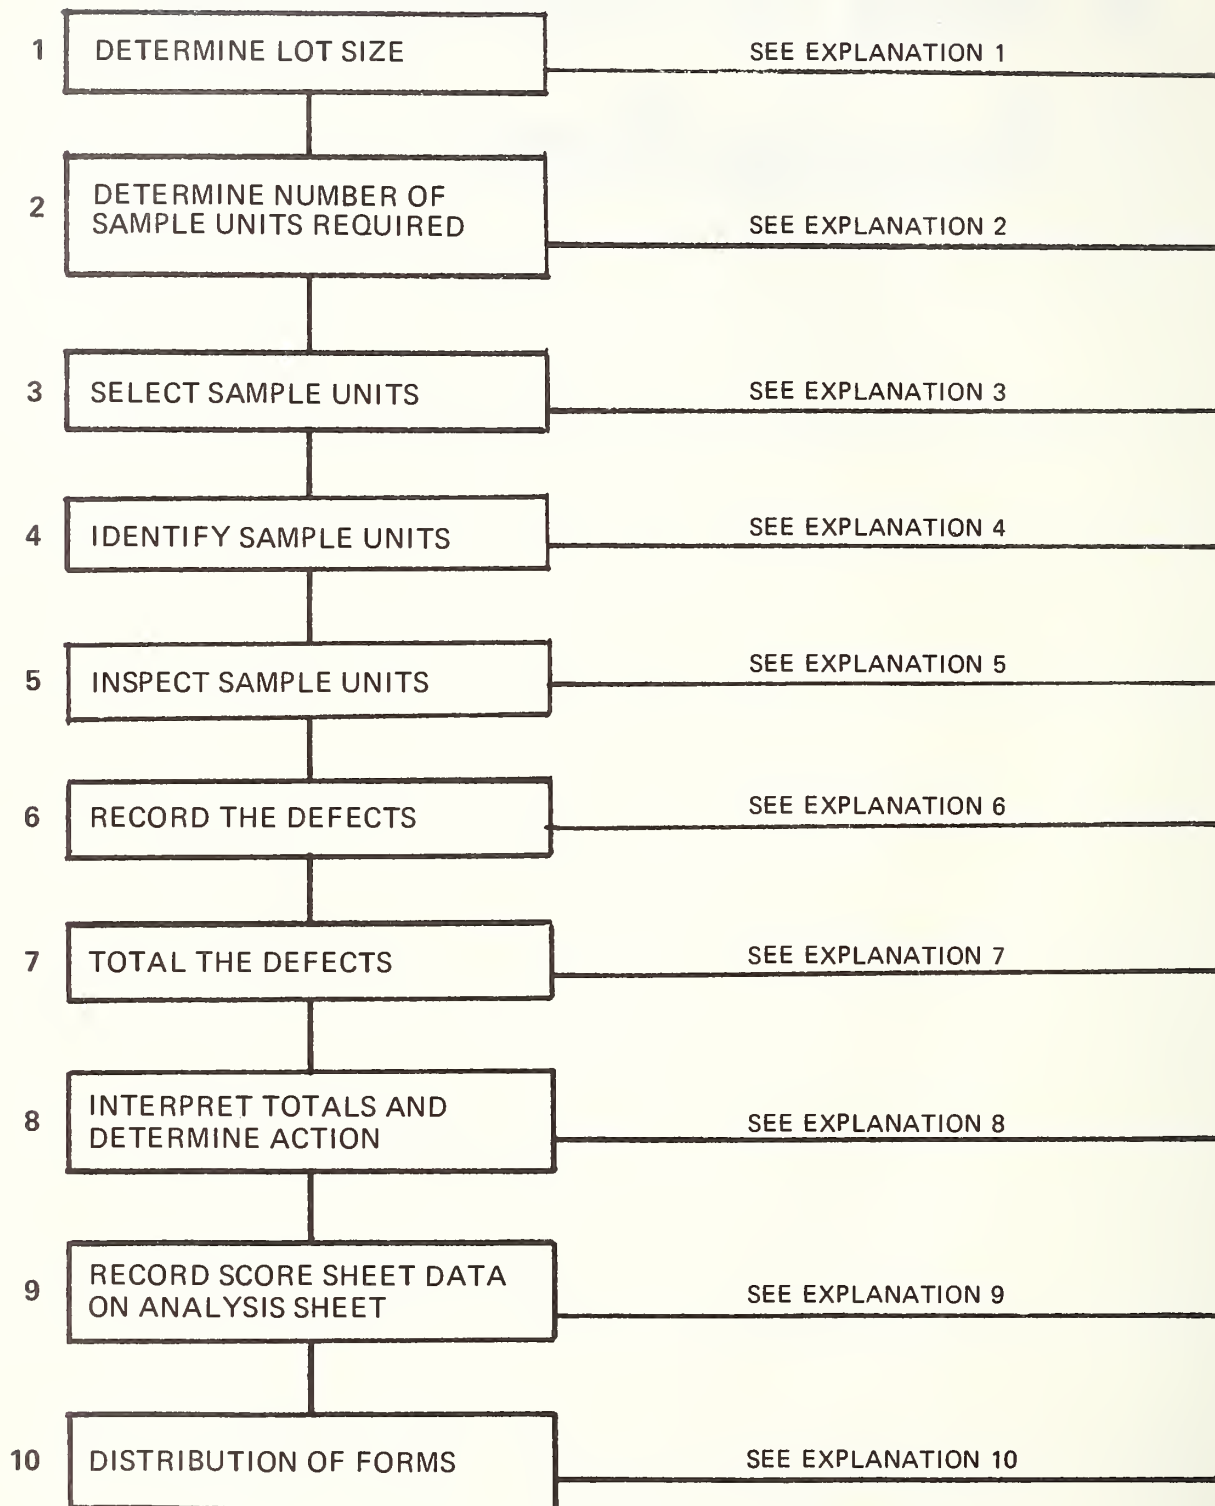 1 DETERMINE LOT SIZE SEE EXPLANATION 1
2 DETERMINE NUMBER OF
SAMPLE UNITS REQUIRED SEE EXPLANATION 2
3 SELECT SAMPLE UNITS SEE EXPLANATION 3
4 IDENTIFY SAMPLE UNITS SEE EXPLANATION 4
5 INSPECT SAMPLE UNITS SEE EXPLANATION 5
6 RECORD THE DEFECTS SEE EXPLANATION 6
7 TOTAL THE DEFECTS SEE EXPLANATION 7
8 INTERPRET TOTALS AND
DETERMINE ACTION SEE EXPLANATION 8
9 RECORD SCORE SHEET DATA
ON ANALYSIS SHEET SEE EXPLANATION 9
10 DISTRIBUTION OF FORMS SEE EXPLANATION 10